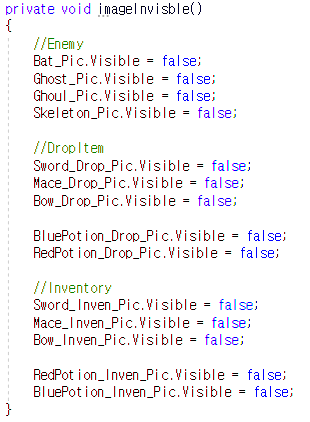 private void imageInvisble()
{
//Enemy
Bat_Pic.Visible = false;
Ghost_Pic.Visible = false;
Ghoul_Pic.Visible = false;
Skeleton_Pic.Visible = false;
//DropItem
Sword_Drop_Pic.Visible = false;
Mace_Drop_Pic.Visible = false;
Bow_Drop_Pic.Visible = false;
BluePotion_Drop_Pic.Visible = false;
RedPotion_Drop_Pic.Visible = false;
//Inventory
Sword_Inven_Pic.Visible = false;
Mace_Inven_Pic.Visible = false;
Bow_Inven_Pic.Visible = false;
RedPotion_Inven_Pic.Visible = false;
BluePotion_Inven_Pic.Visible = false;
}